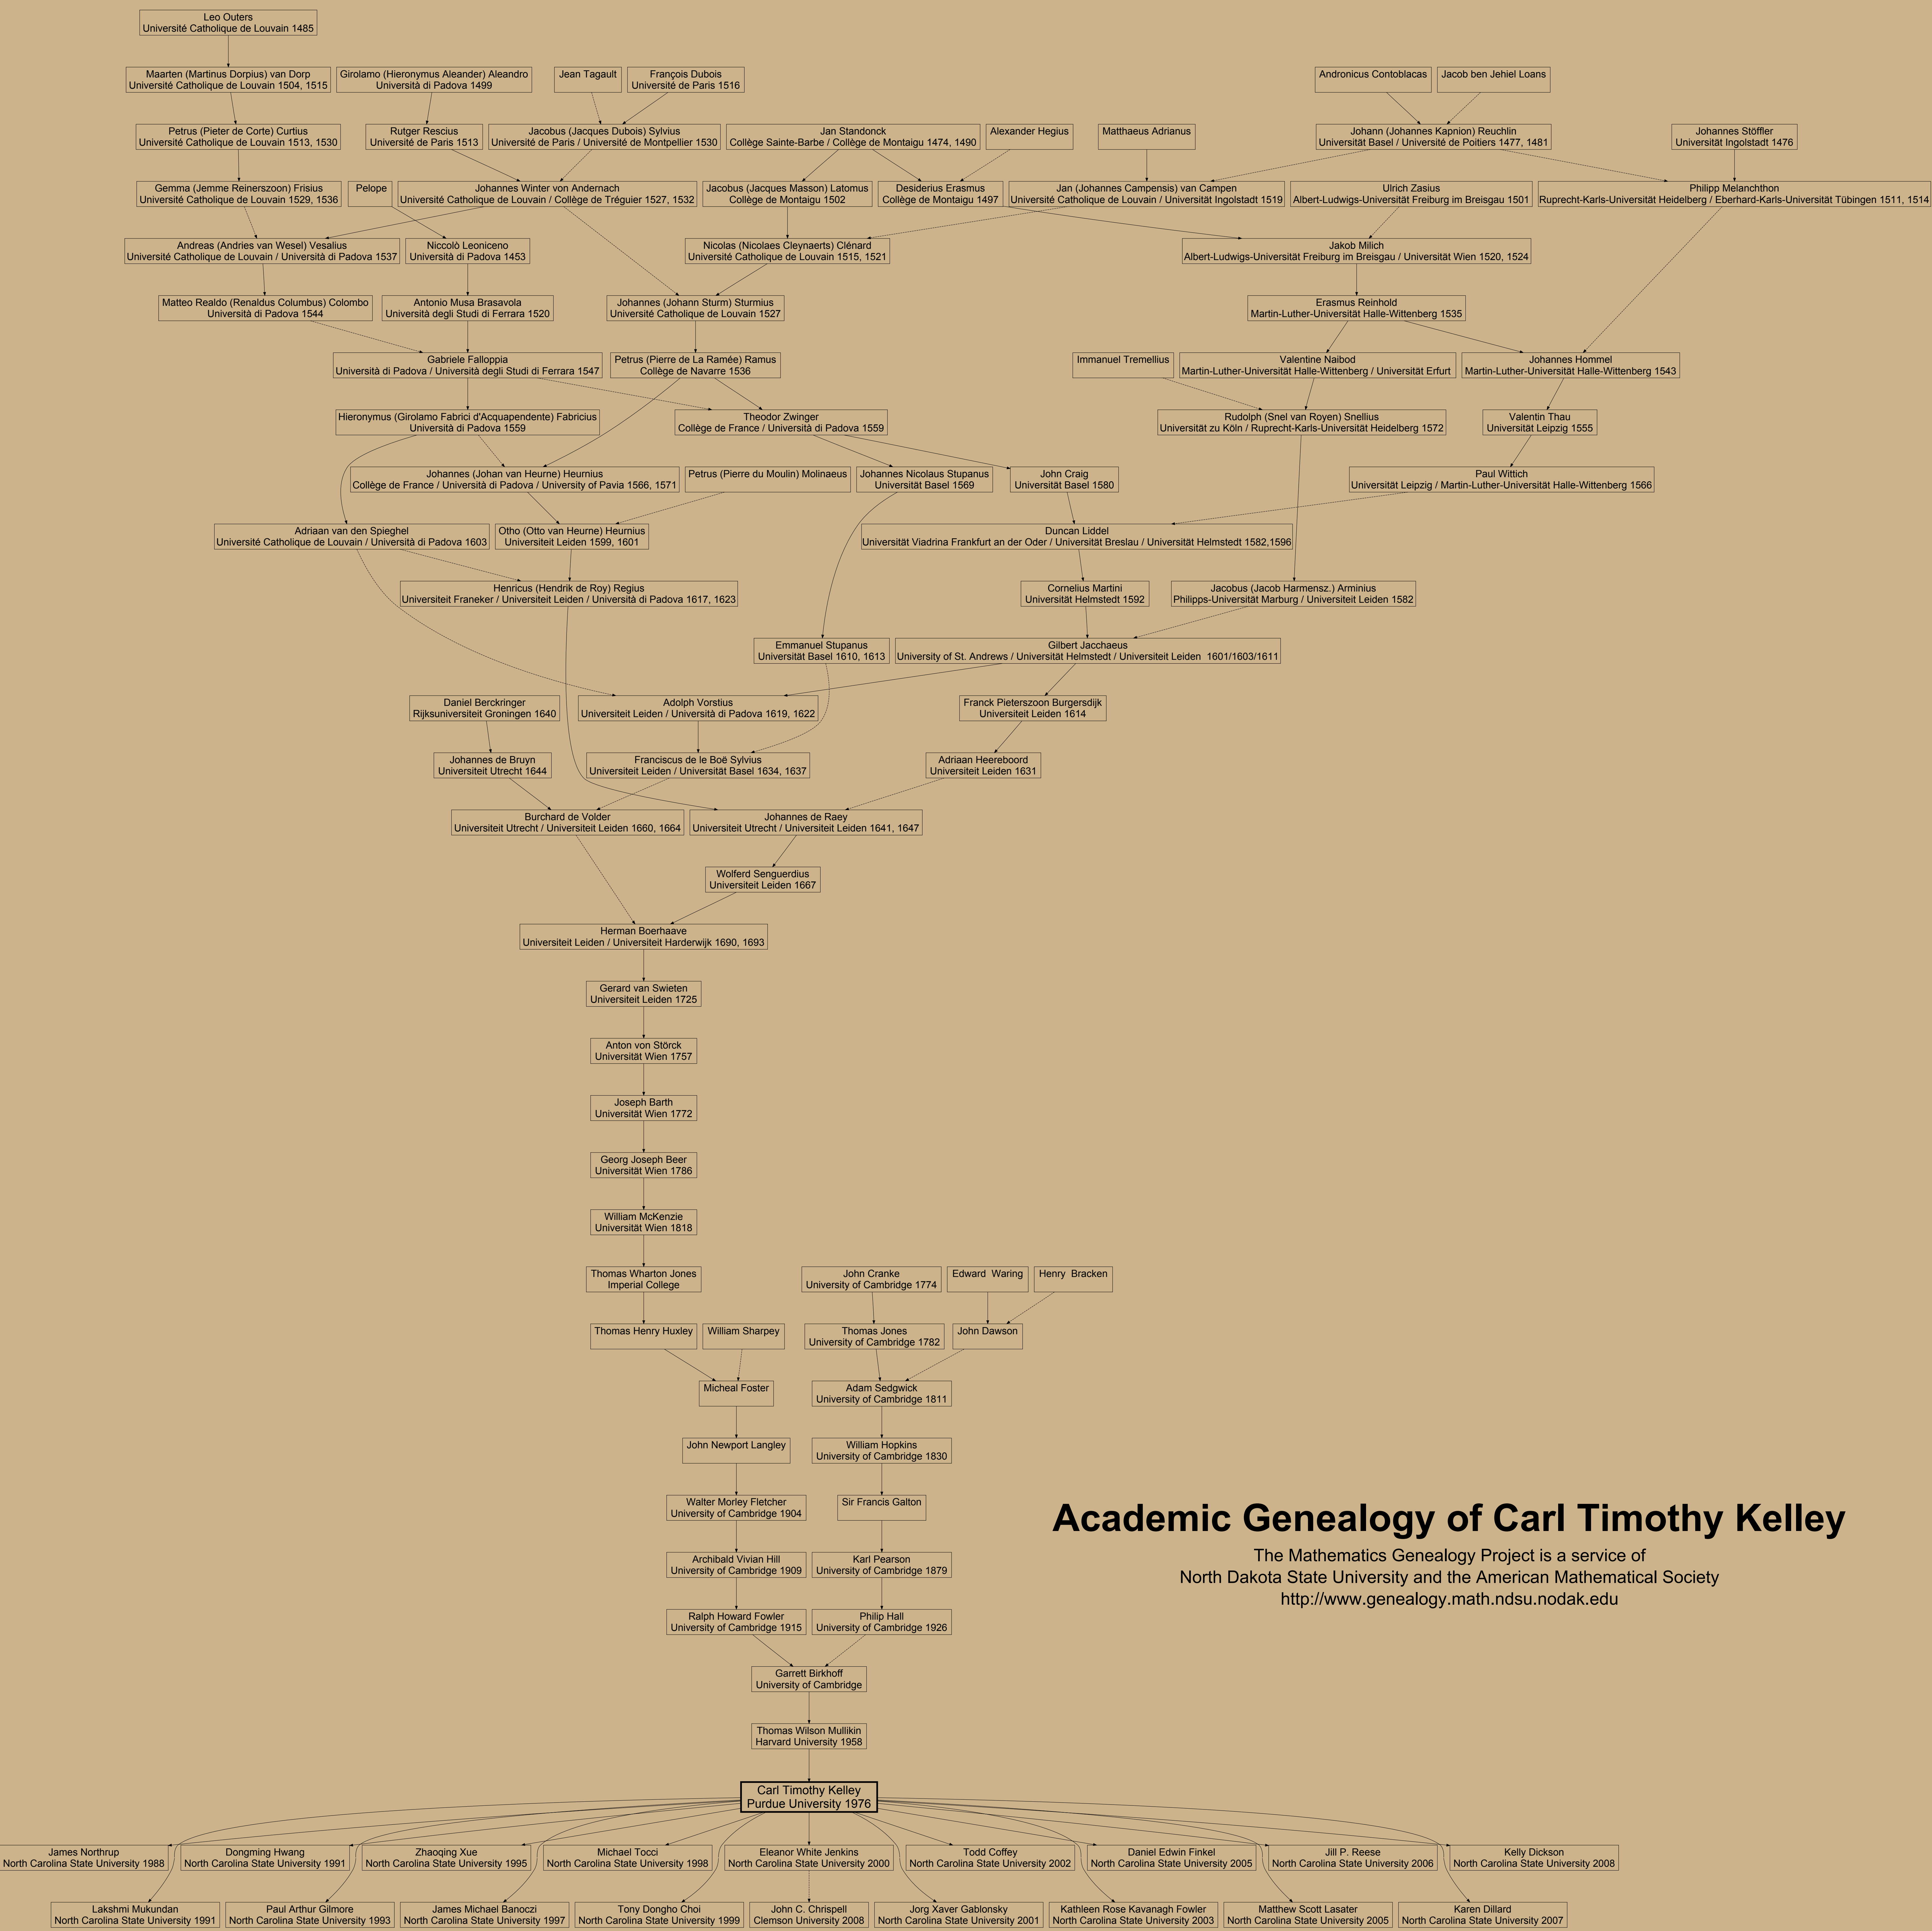 Leo Outers
Université Catholique de Louvain 1485
Maarten (Martinus Dorpius) van Dorp
Université Catholique de Louvain 1504, 1515
Girolamo (Hieronymus Aleander) Aleandro
Università di Padova 1499
Jean Tagault
François Dubois
Université de Paris 1516
Andronicus Contoblacas
Jacob ben Jehiel Loans
Petrus (Pieter de Corte) Curtius
Université Catholique de Louvain 1513, 1530
Rutger Rescius
Université de Paris 1513
Jacobus (Jacques Dubois) Sylvius
Université de Paris / Université de Montpellier 1530
Jan Standonck
Collège Sainte-Barbe / Collège de Montaigu 1474, 1490
Alexander Hegius
Matthaeus Adrianus
Johann (Johannes Kapnion) Reuchlin
Universität Basel / Université de Poitiers 1477, 1481
Johannes Stöffler
Universität Ingolstadt 1476
Gemma (Jemme Reinerszoon) Frisius
Université Catholique de Louvain 1529, 1536
Pelope
Johannes Winter von Andernach
Université Catholique de Louvain / Collège de Tréguier 1527, 1532
Jacobus (Jacques Masson) Latomus
Collège de Montaigu 1502
Desiderius Erasmus
Collège de Montaigu 1497
Jan (Johannes Campensis) van Campen
Université Catholique de Louvain / Universität Ingolstadt 1519
Ulrich Zasius
Albert-Ludwigs-Universität Freiburg im Breisgau 1501
Philipp Melanchthon
Ruprecht-Karls-Universität Heidelberg / Eberhard-Karls-Universität Tübingen 1511, 1514
Andreas (Andries van Wesel) Vesalius
Université Catholique de Louvain / Università di Padova 1537
Niccolò Leoniceno
Università di Padova 1453
Nicolas (Nicolaes Cleynaerts) Clénard
Université Catholique de Louvain 1515, 1521
Jakob Milich
Albert-Ludwigs-Universität Freiburg im Breisgau / Universität Wien 1520, 1524
Matteo Realdo (Renaldus Columbus) Colombo
Università di Padova 1544
Antonio Musa Brasavola
Università degli Studi di Ferrara 1520
Johannes (Johann Sturm) Sturmius
Université Catholique de Louvain 1527
Erasmus Reinhold
Martin-Luther-Universität Halle-Wittenberg 1535
Gabriele Falloppia
Università di Padova / Università degli Studi di Ferrara 1547
Petrus (Pierre de La Ramée) Ramus
Collège de Navarre 1536
Immanuel Tremellius
Valentine Naibod
Martin-Luther-Universität Halle-Wittenberg / Universität Erfurt
Johannes Hommel
Martin-Luther-Universität Halle-Wittenberg 1543
Hieronymus (Girolamo Fabrici d'Acquapendente) Fabricius
Università di Padova 1559
Theodor Zwinger
Collège de France / Università di Padova 1559
Rudolph (Snel van Royen) Snellius
Universität zu Köln / Ruprecht-Karls-Universität Heidelberg 1572
Valentin Thau
Universität Leipzig 1555
Johannes (Johan van Heurne) Heurnius
Collège de France / Università di Padova / University of Pavia 1566, 1571
Petrus (Pierre du Moulin) Molinaeus
Johannes Nicolaus Stupanus
Universität Basel 1569
John Craig
Universität Basel 1580
Paul Wittich
Universität Leipzig / Martin-Luther-Universität Halle-Wittenberg 1566
Adriaan van den Spieghel
Université Catholique de Louvain / Università di Padova 1603
Otho (Otto van Heurne) Heurnius
Universiteit Leiden 1599, 1601
Duncan Liddel
Universität Viadrina Frankfurt an der Oder / Universität Breslau / Universität Helmstedt 1582,1596
Henricus (Hendrik de Roy) Regius
Universiteit Franeker / Universiteit Leiden / Università di Padova 1617, 1623
Cornelius Martini
Universität Helmstedt 1592
Jacobus (Jacob Harmensz.) Arminius
Philipps-Universität Marburg / Universiteit Leiden 1582
Emmanuel Stupanus
Universität Basel 1610, 1613
Gilbert Jacchaeus
University of St. Andrews / Universität Helmstedt / Universiteit Leiden 1601/1603/1611
Daniel Berckringer
Rijksuniversiteit Groningen 1640
Adolph Vorstius
Universiteit Leiden / Università di Padova 1619, 1622
Franck Pieterszoon Burgersdijk
Universiteit Leiden 1614
Johannes de Bruyn
Universiteit Utrecht 1644
Franciscus de le Boë Sylvius
Universiteit Leiden / Universität Basel 1634, 1637
Adriaan Heereboord
Universiteit Leiden 1631
Burchard de Volder
Universiteit Utrecht / Universiteit Leiden 1660, 1664
Johannes de Raey
Universiteit Utrecht / Universiteit Leiden 1641, 1647
Wolferd Senguerdius
Universiteit Leiden 1667
Herman Boerhaave
Universiteit Leiden / Universiteit Harderwijk 1690, 1693
Gerard van Swieten
Universiteit Leiden 1725
Anton von Störck
Universität Wien 1757
Joseph Barth
Universität Wien 1772
Georg Joseph Beer
Universität Wien 1786
William McKenzie
Universität Wien 1818
Thomas Wharton Jones
Imperial College
John Cranke
University of Cambridge 1774
Edward Waring
Henry Bracken
Thomas Henry Huxley
William Sharpey
Thomas Jones
University of Cambridge 1782
John Dawson
Micheal Foster
Adam Sedgwick
University of Cambridge 1811
John Newport Langley
William Hopkins
University of Cambridge 1830
Walter Morley Fletcher
University of Cambridge 1904
Sir Francis Galton
Academic Genealogy of Carl Timothy Kelley
The Mathematics Genealogy Project is a service of
North Dakota State University and the American Mathematical Society
http://www.genealogy.math.ndsu.nodak.edu
Archibald Vivian Hill
University of Cambridge 1909
Karl Pearson
University of Cambridge 1879
Ralph Howard Fowler
University of Cambridge 1915
Philip Hall
University of Cambridge 1926
Garrett Birkhoff
University of Cambridge
Thomas Wilson Mullikin
Harvard University 1958
Carl Timothy Kelley
Purdue University 1976
James Northrup
North Carolina State University 1988
Dongming Hwang
North Carolina State University 1991
Zhaoqing Xue
North Carolina State University 1995
Michael Tocci
North Carolina State University 1998
Eleanor White Jenkins
North Carolina State University 2000
Todd Coffey
North Carolina State University 2002
Daniel Edwin Finkel
North Carolina State University 2005
Jill P. Reese
North Carolina State University 2006
Kelly Dickson
North Carolina State University 2008
Lakshmi Mukundan
North Carolina State University 1991
Paul Arthur Gilmore
North Carolina State University 1993
James Michael Banoczi
North Carolina State University 1997
Tony Dongho Choi
North Carolina State University 1999
John C. Chrispell
Clemson University 2008
Jorg Xaver Gablonsky
North Carolina State University 2001
Kathleen Rose Kavanagh Fowler
North Carolina State University 2003
Matthew Scott Lasater
North Carolina State University 2005
Karen Dillard
North Carolina State University 2007